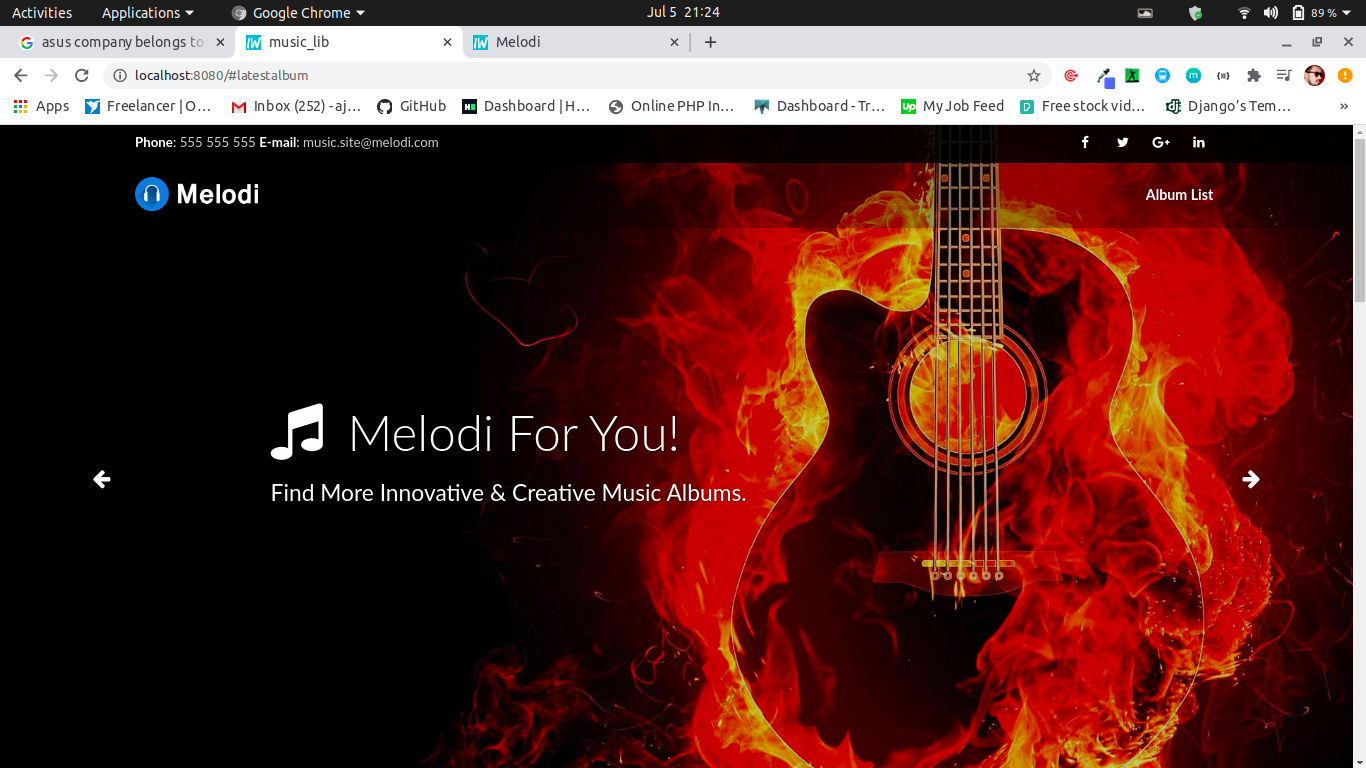 Activities Applications Google Chrome Jul 5 21:24 89 %
asus company belongs to music_lib Melodi
localhost:8080/#latestalbum
Apps Freelancer | O… Inbox (252) - aj… GitHub Dashboard | H… Online PHP In… Dashboard - Tr… My Job Feed Free stock vid… Django's Tem… »
Phone: 555 555 555 E-mail: music.site@melodi.com
Melodi Album List
Melodi For You!
Find More Innovative & Creative Music Albums.